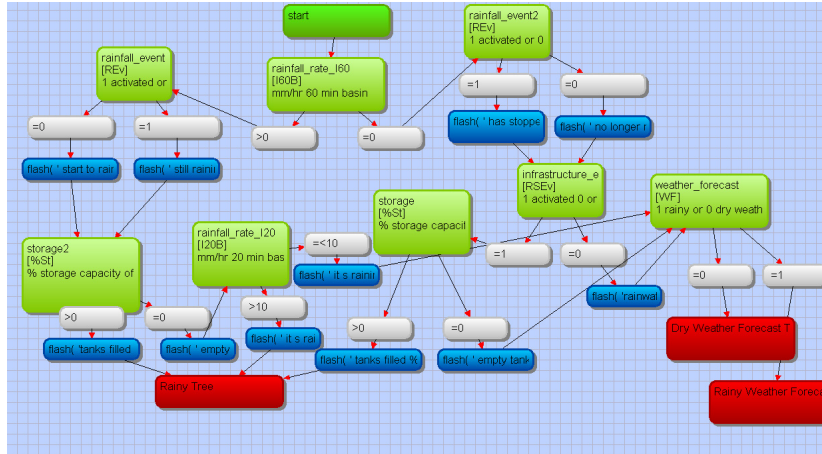 start
rainfall_event2
[REv]
1 activated or 0
rainfall_event
[REv]
1 activated or
rainfall_rate_I60
[I60B]
mm/hr 60 min basin
=1
=0
=0
=1
>0
=0
flash( ' has stoppe
flash( ' no longer r
flash( ' start to rain
flash( ' still rainin
infrastructure_e
[RSEv]
1 activated 0 or
weather_forecast
[WF]
1 rainy or 0 dry weath
storage
[%St]
% storage capacit
rainfall_rate_I20
[I20B]
mm/hr 20 min bas
storage2
[%St]
% storage capacity of
=<10
=1
=0
flash( ' it s rainin
=0
=1
flash( 'rainwat
>0
=0
>10
>0
=0
flash( 'tanks filled
flash( ' empty
flash( ' it s rai
flash( ' tanks filled %
flash( ' empty tank
Dry Weather Forecast T
Rainy Tree
Rainy Weather Foreca